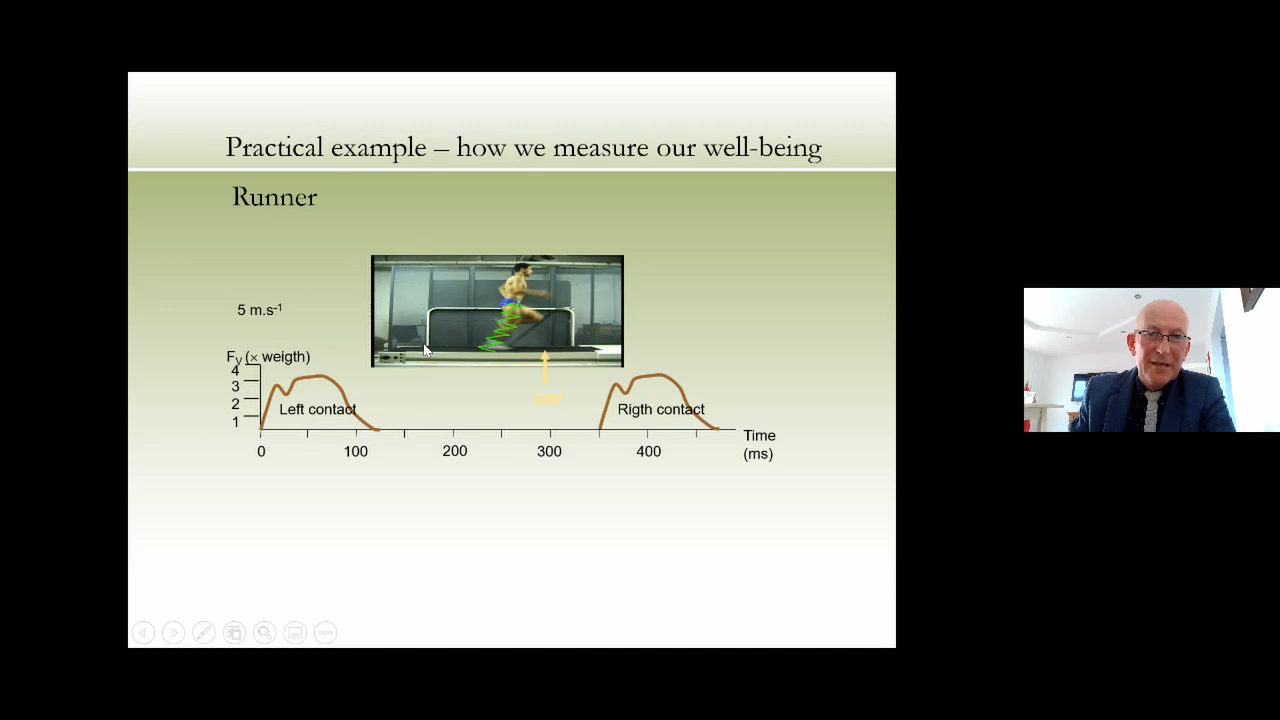 Practical example – how we measure our well-being
Runner
5 m.s-1
FV (× weigth)
4
3
2
1
Left contact
GRF
Rigth contact
0
100
200
300
400
Time
(ms)